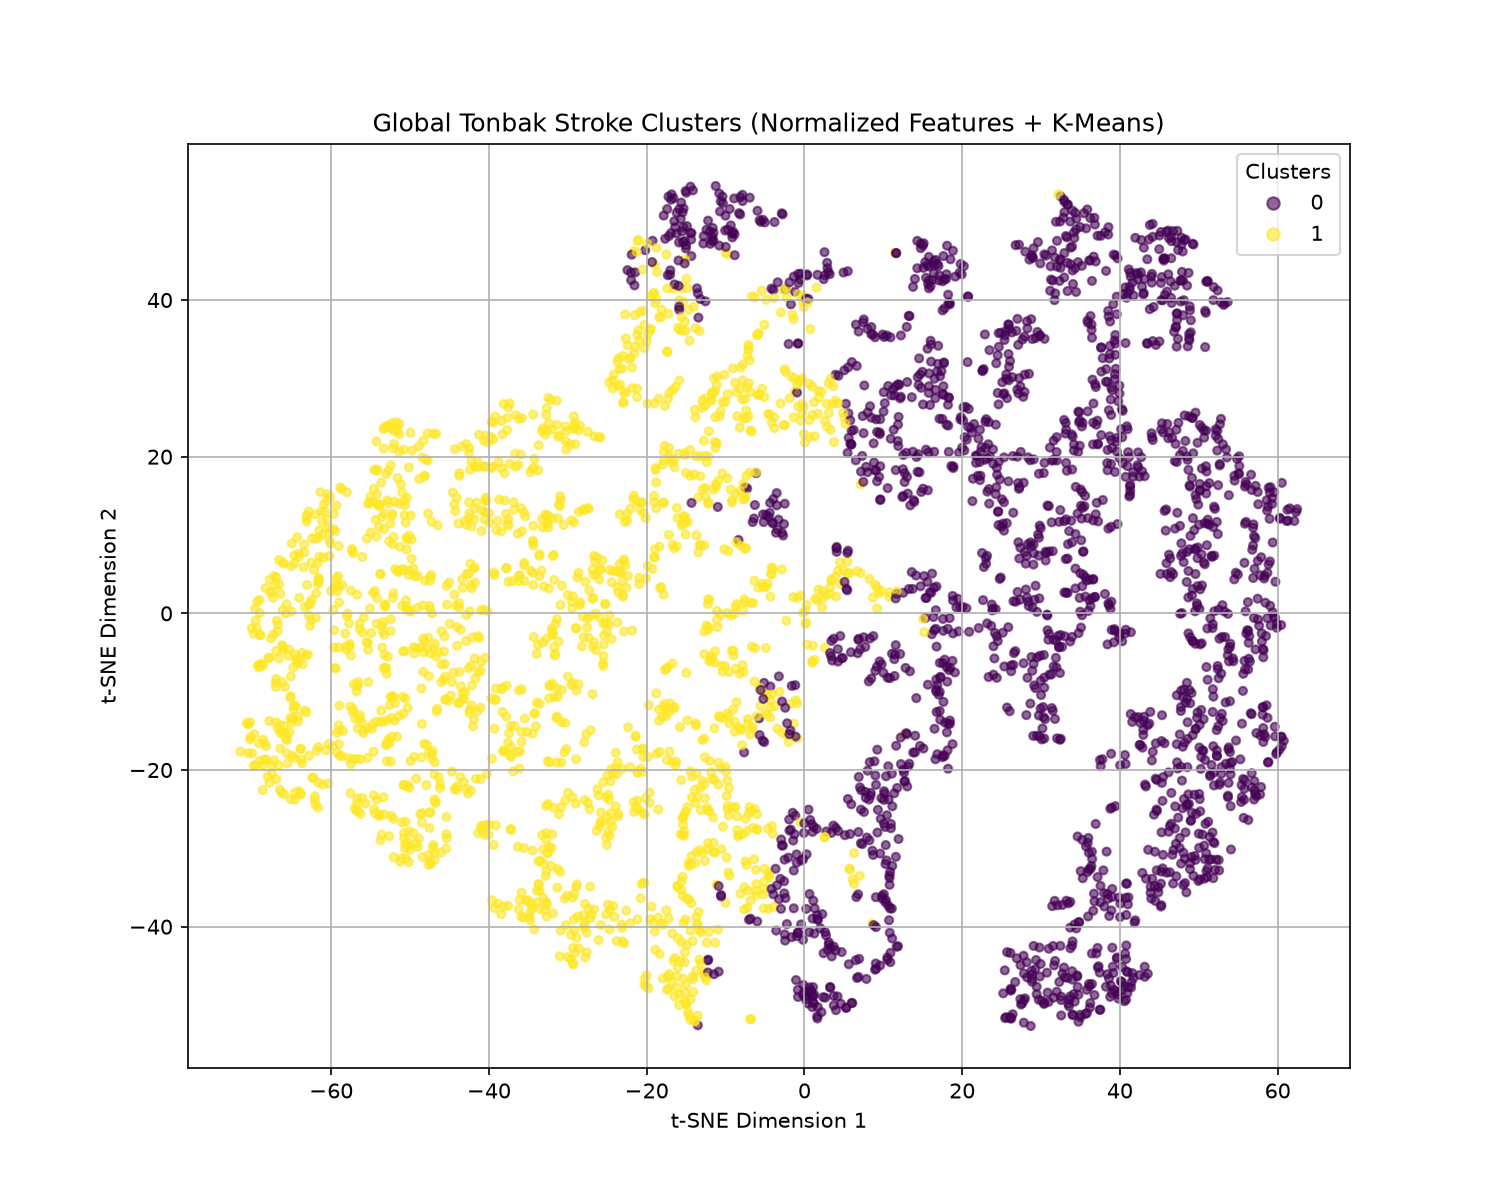 Global Tonbak Stroke Clusters (Normalized Features + K-Means)
Clusters
0
1
40
20
0
−20
−40
t-SNE Dimension 2
−60 −40 −20 0 20 40 60
t-SNE Dimension 1